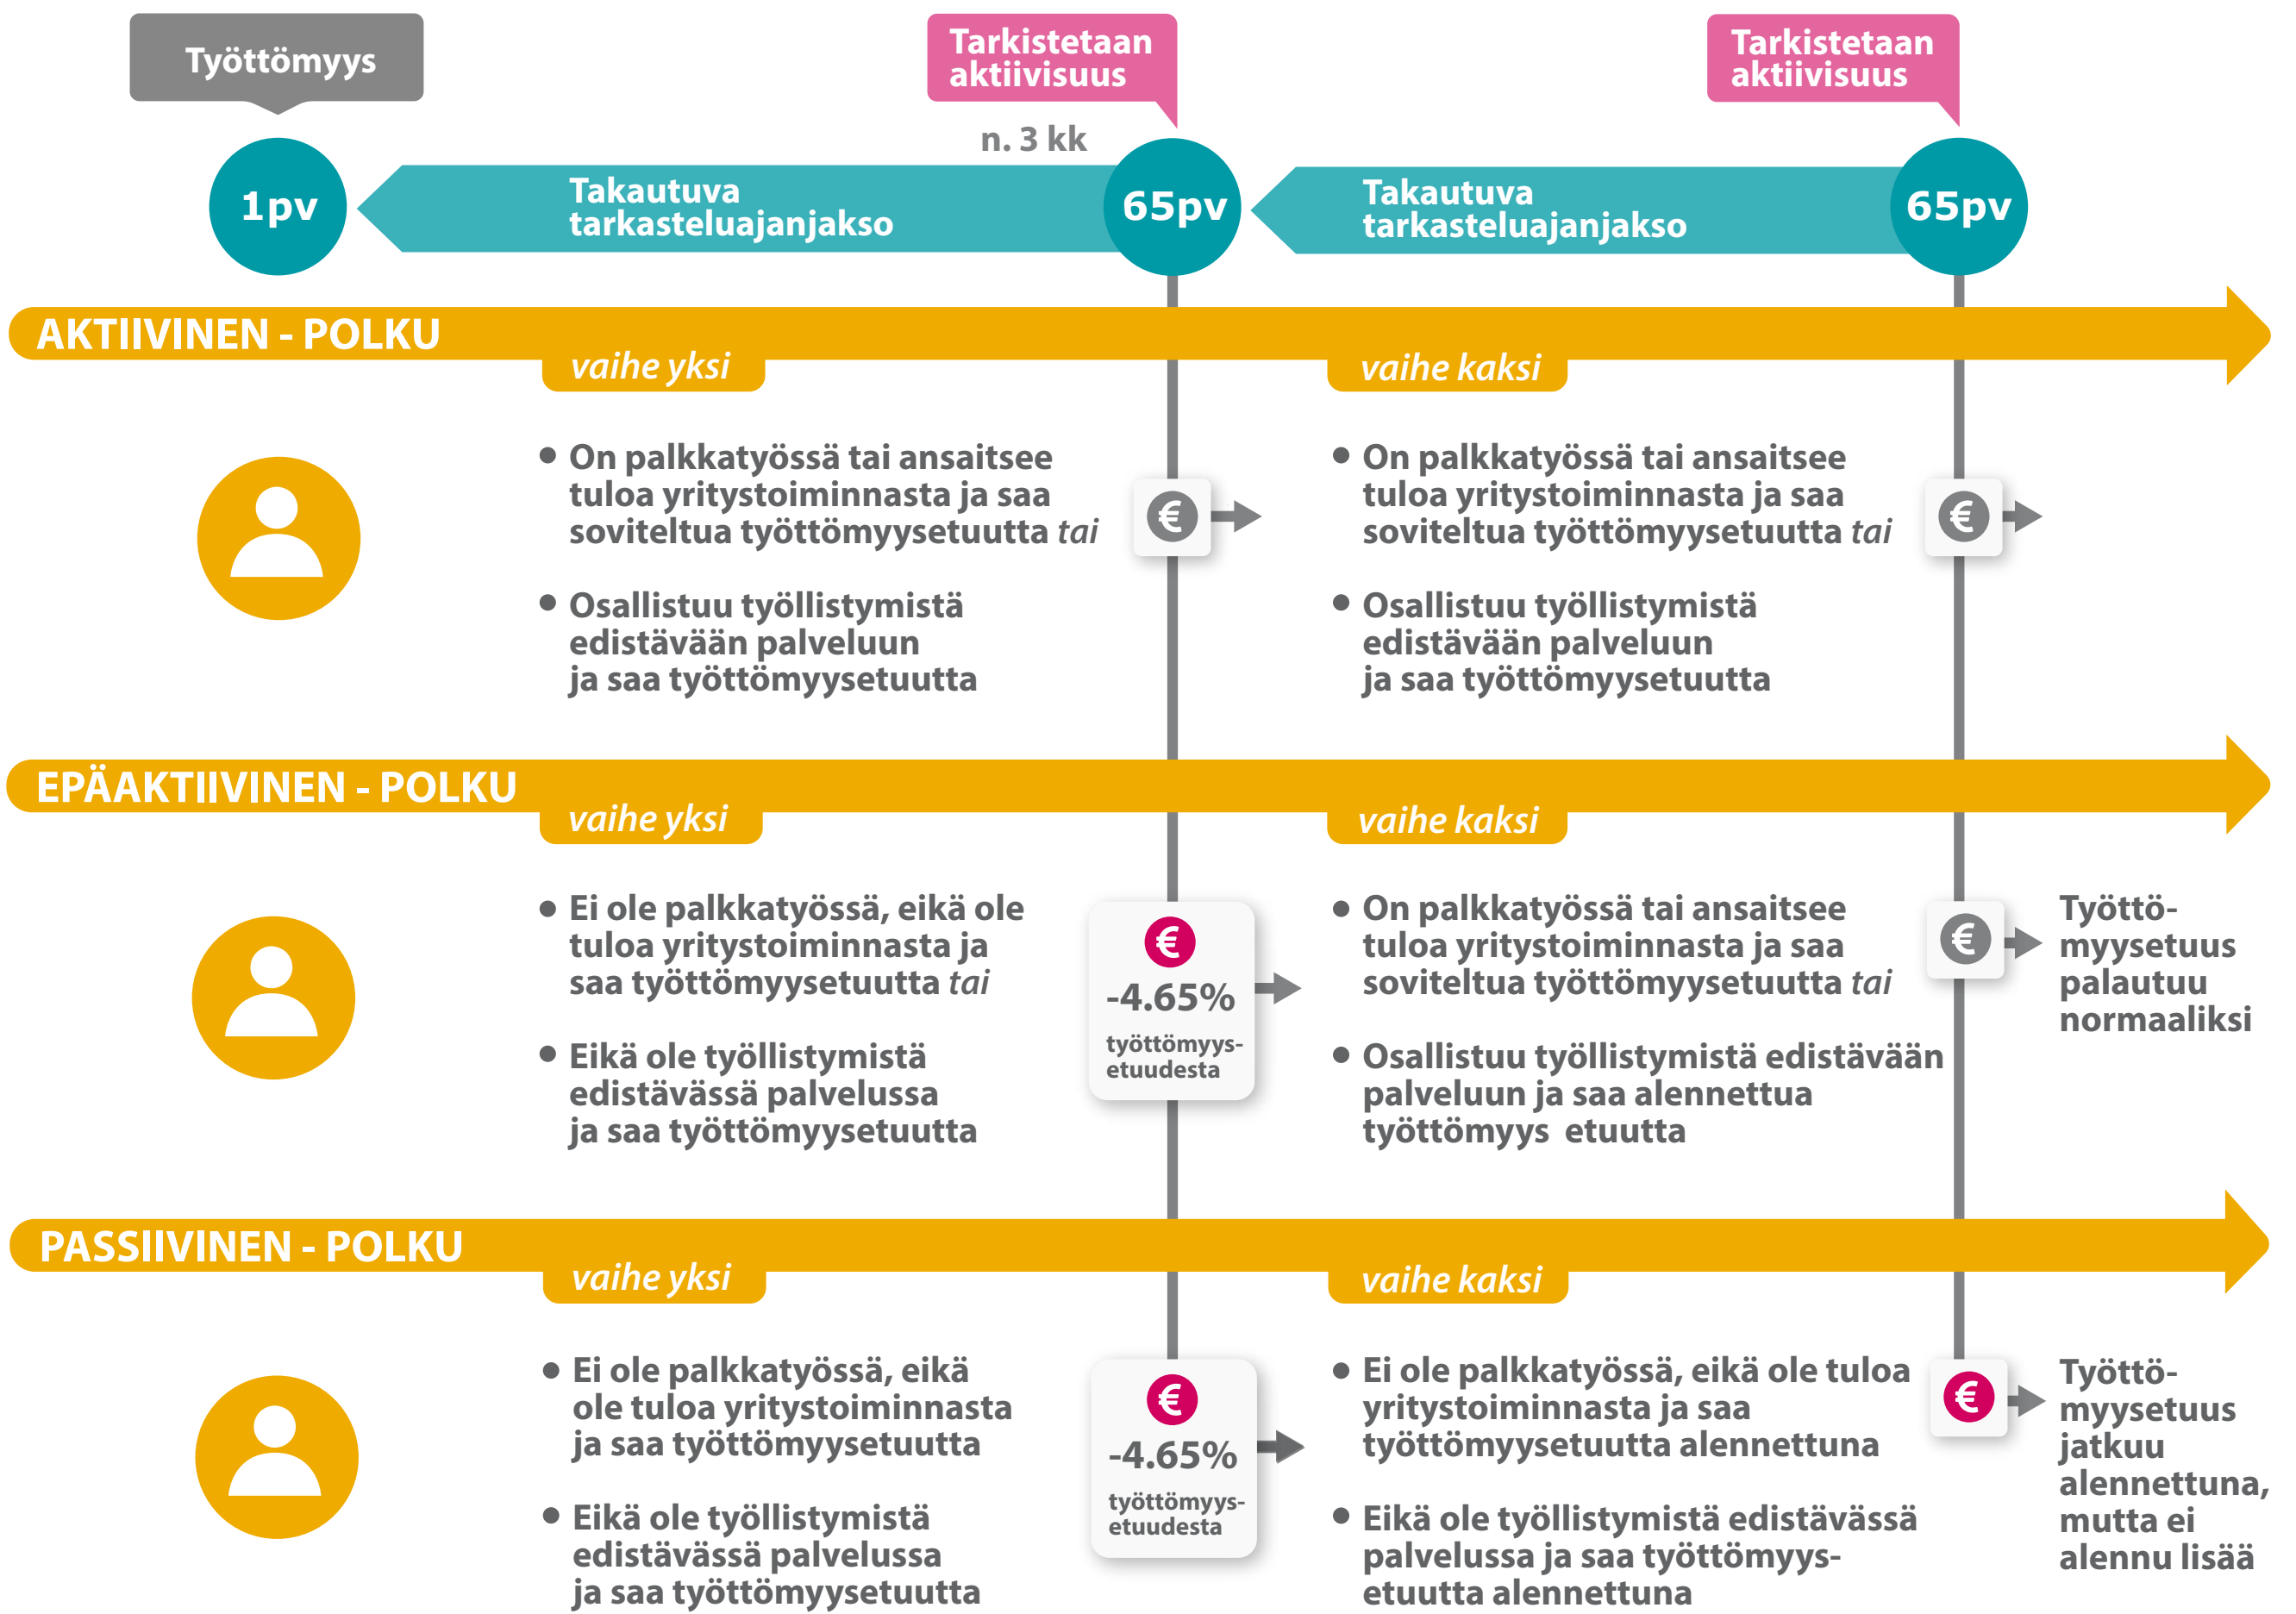 Työttömyys
Tarkistetaan
aktiivisuus
Tarkistetaan
aktiivisuus
n. 3 kk
1pv
Takautuva
tarkasteluajanjakso
65pv
Takautuva
tarkasteluajanjakso
65pv
AKTIIVINEN - POLKU
vaihe yksi
vaihe kaksi
• On palkkatyössä tai ansaitsee
tuloa yritystoiminnasta ja saa
soviteltua työttömyysetuutta tai
• Osallistuu työllistymistä
edistävään palveluun
ja saa työttömyysetuutta
€
• On palkkatyössä tai ansaitsee
tuloa yritystoiminnasta ja saa
soviteltua työttömyysetuutta tai
• Osallistuu työllistymistä
edistävään palveluun
ja saa työttömyysetuutta
€
EPÄAKTIIVINEN - POLKU
vaihe yksi
vaihe kaksi
• Ei ole palkkatyössä, eikä ole
tuloa yritystoiminnasta ja
saa työttömyysetuutta tai
• Eikä ole työllistymistä
edistävässä palvelussa
ja saa työttömyysetuutta
€
-4.65%
työttömyys-
etuudesta
• On palkkatyössä tai ansaitsee
tuloa yritystoiminnasta ja saa
soviteltua työttömyysetuutta tai
• Osallistuu työllistymistä edistävään
palveluun ja saa alennettua
työttömyys etuutta
€
Työttö-
myysetuus
palautuu
normaaliksi
PASSIIVINEN - POLKU
vaihe yksi
vaihe kaksi
• Ei ole palkkatyössä, eikä
ole tuloa yritystoiminnasta
ja saa työttömyysetuutta
• Eikä ole työllistymistä
edistävässä palvelussa
ja saa työttömyysetuutta
€
-4.65%
työttömyys-
etuudesta
• Ei ole palkkatyössä, eikä ole tuloa
yritystoiminnasta ja saa
työttömyysetuutta alennettuna
• Eikä ole työllistymistä edistävässä
palvelussa ja saa työttömyys-
etuutta alennettuna
€
Työttö-
myysetuus
jatkuu
alennettuna,
mutta ei
alennu lisää